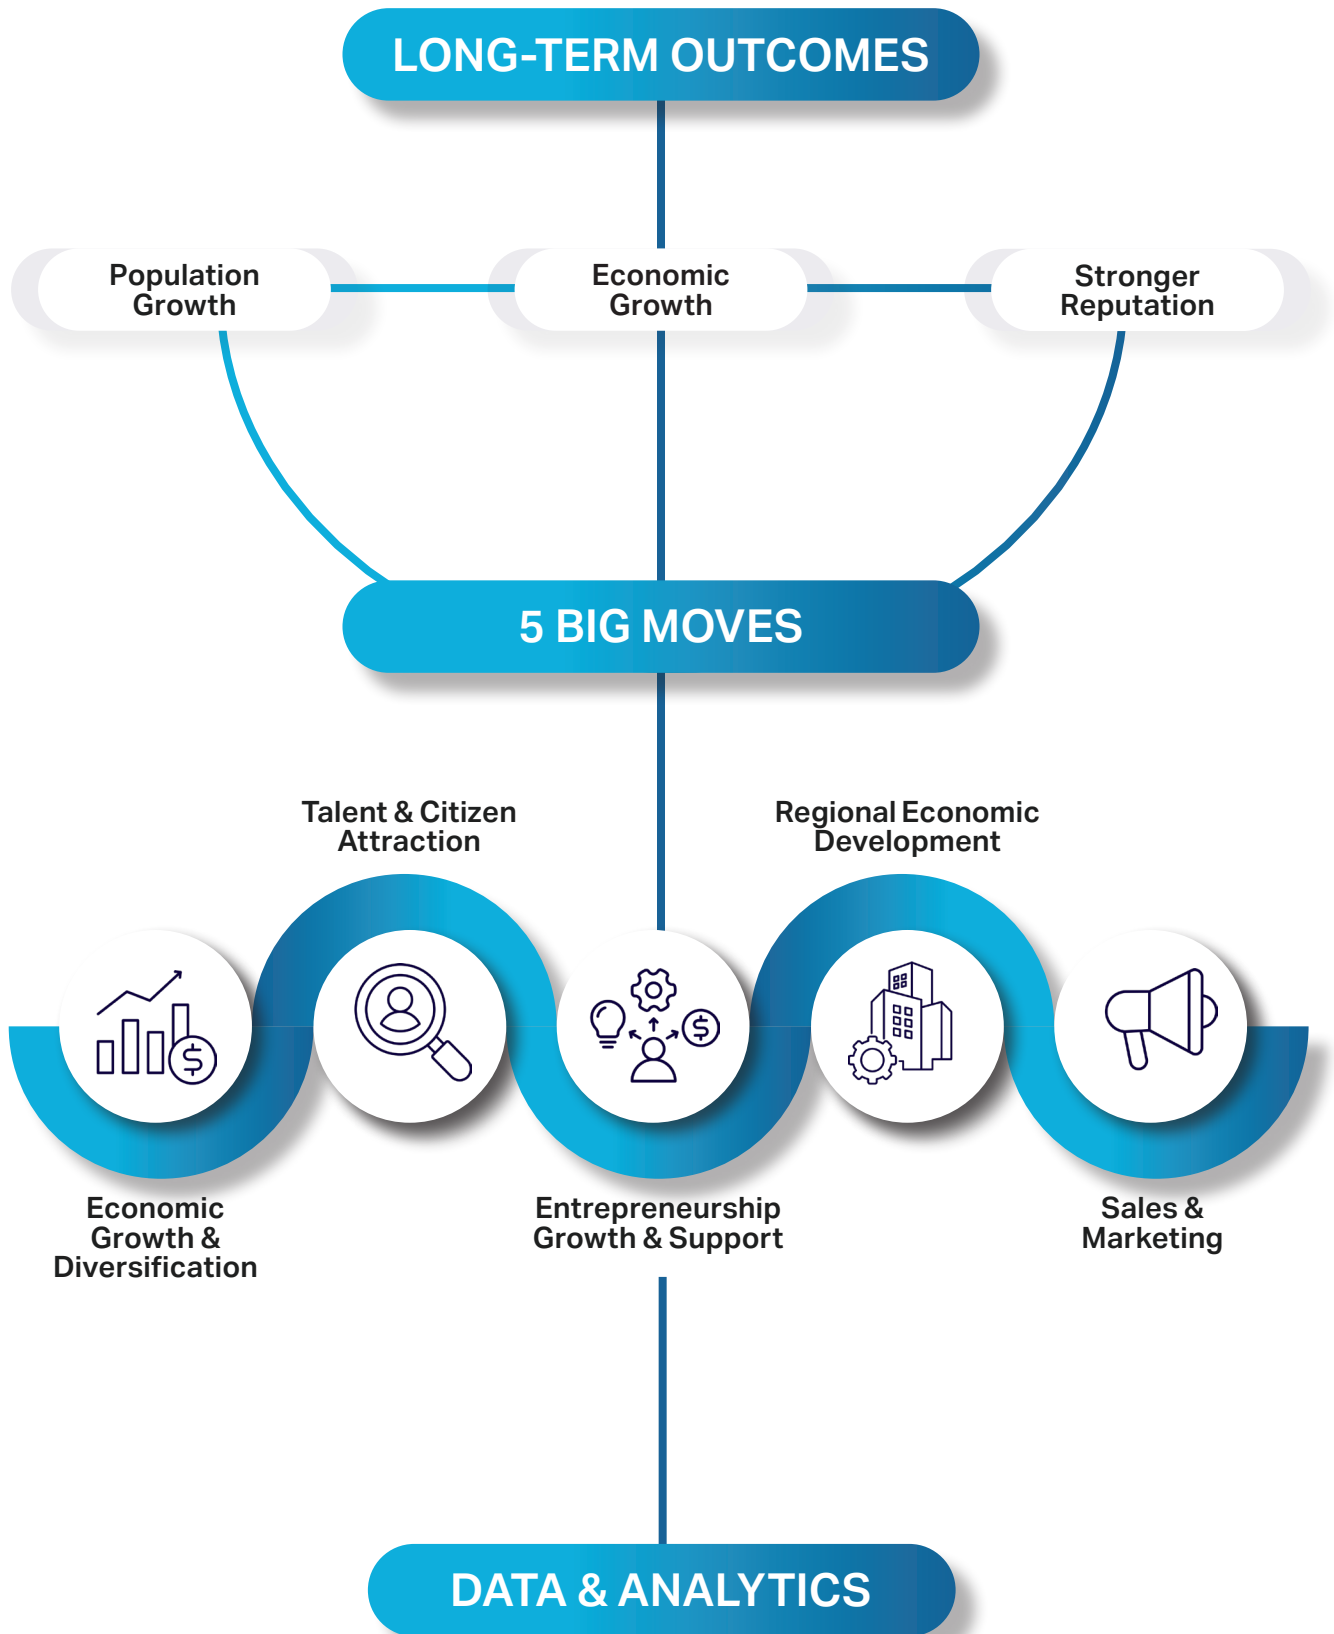 LONG-TERM OUTCOMES
Population
Growth
Economic
Growth
Stronger
Reputation
5 BIG MOVES
Talent & Citizen
Attraction
Regional Economic
Development
$
$
Economic
Growth &
Diversification
Entrepreneurship
Growth & Support
Sales &
Marketing
DATA & ANALYTICS